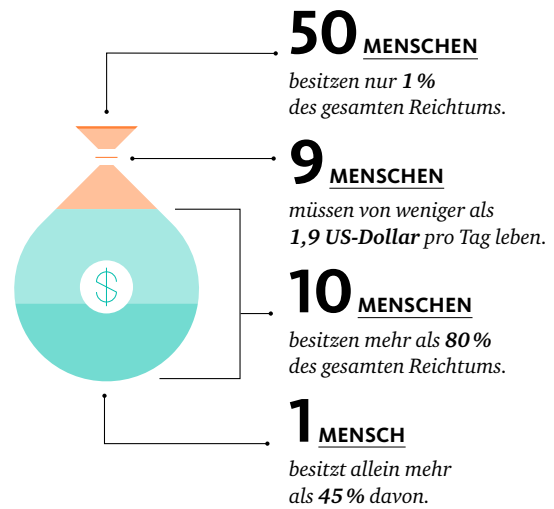 50 MENSCHEN
besitzen nur 1 %
des gesamten Reichtums.
9 MENSCHEN
müssen von weniger als
1,9 US-Dollar pro Tag leben.
$
10 MENSCHEN
besitzen mehr als 80 %
des gesamten Reichtums.
1 MENSCH
besitzt allein mehr
als 45 % davon.